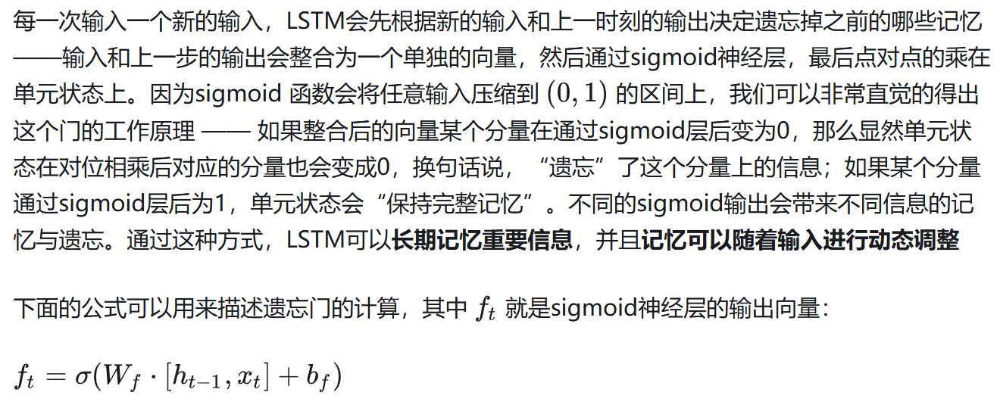 每一次输入一个新的输入，LSTM会先根据新的输入和上一时刻的输出决定遗忘掉之前的哪些记忆
——输入和上一步的输出会整合为一个单独的向量，然后通过sigmoid神经层，最后点对点的乘在
单元状态上。因为sigmoid 函数会将任意输入压缩到 (0, 1) 的区间上，我们可以非常直觉的得出
这个门的工作原理 —— 如果整合后的向量某个分量在通过sigmoid层后变为0，那么显然单元状
态在对位相乘后对应的分量也会变成0，换句话说，“遗忘”了这个分量上的信息；如果某个分量
通过sigmoid层后为1，单元状态会“保持完整记忆”。不同的sigmoid输出会带来不同信息的记
忆与遗忘。通过这种方式，LSTM可以长期记忆重要信息，并且记忆可以随着输入进行动态调整
下面的公式可以用来描述遗忘门的计算，其中 f_t 就是sigmoid神经层的输出向量：
f_t = σ(W_f · [h_{t−1}, x_t] + b_f)